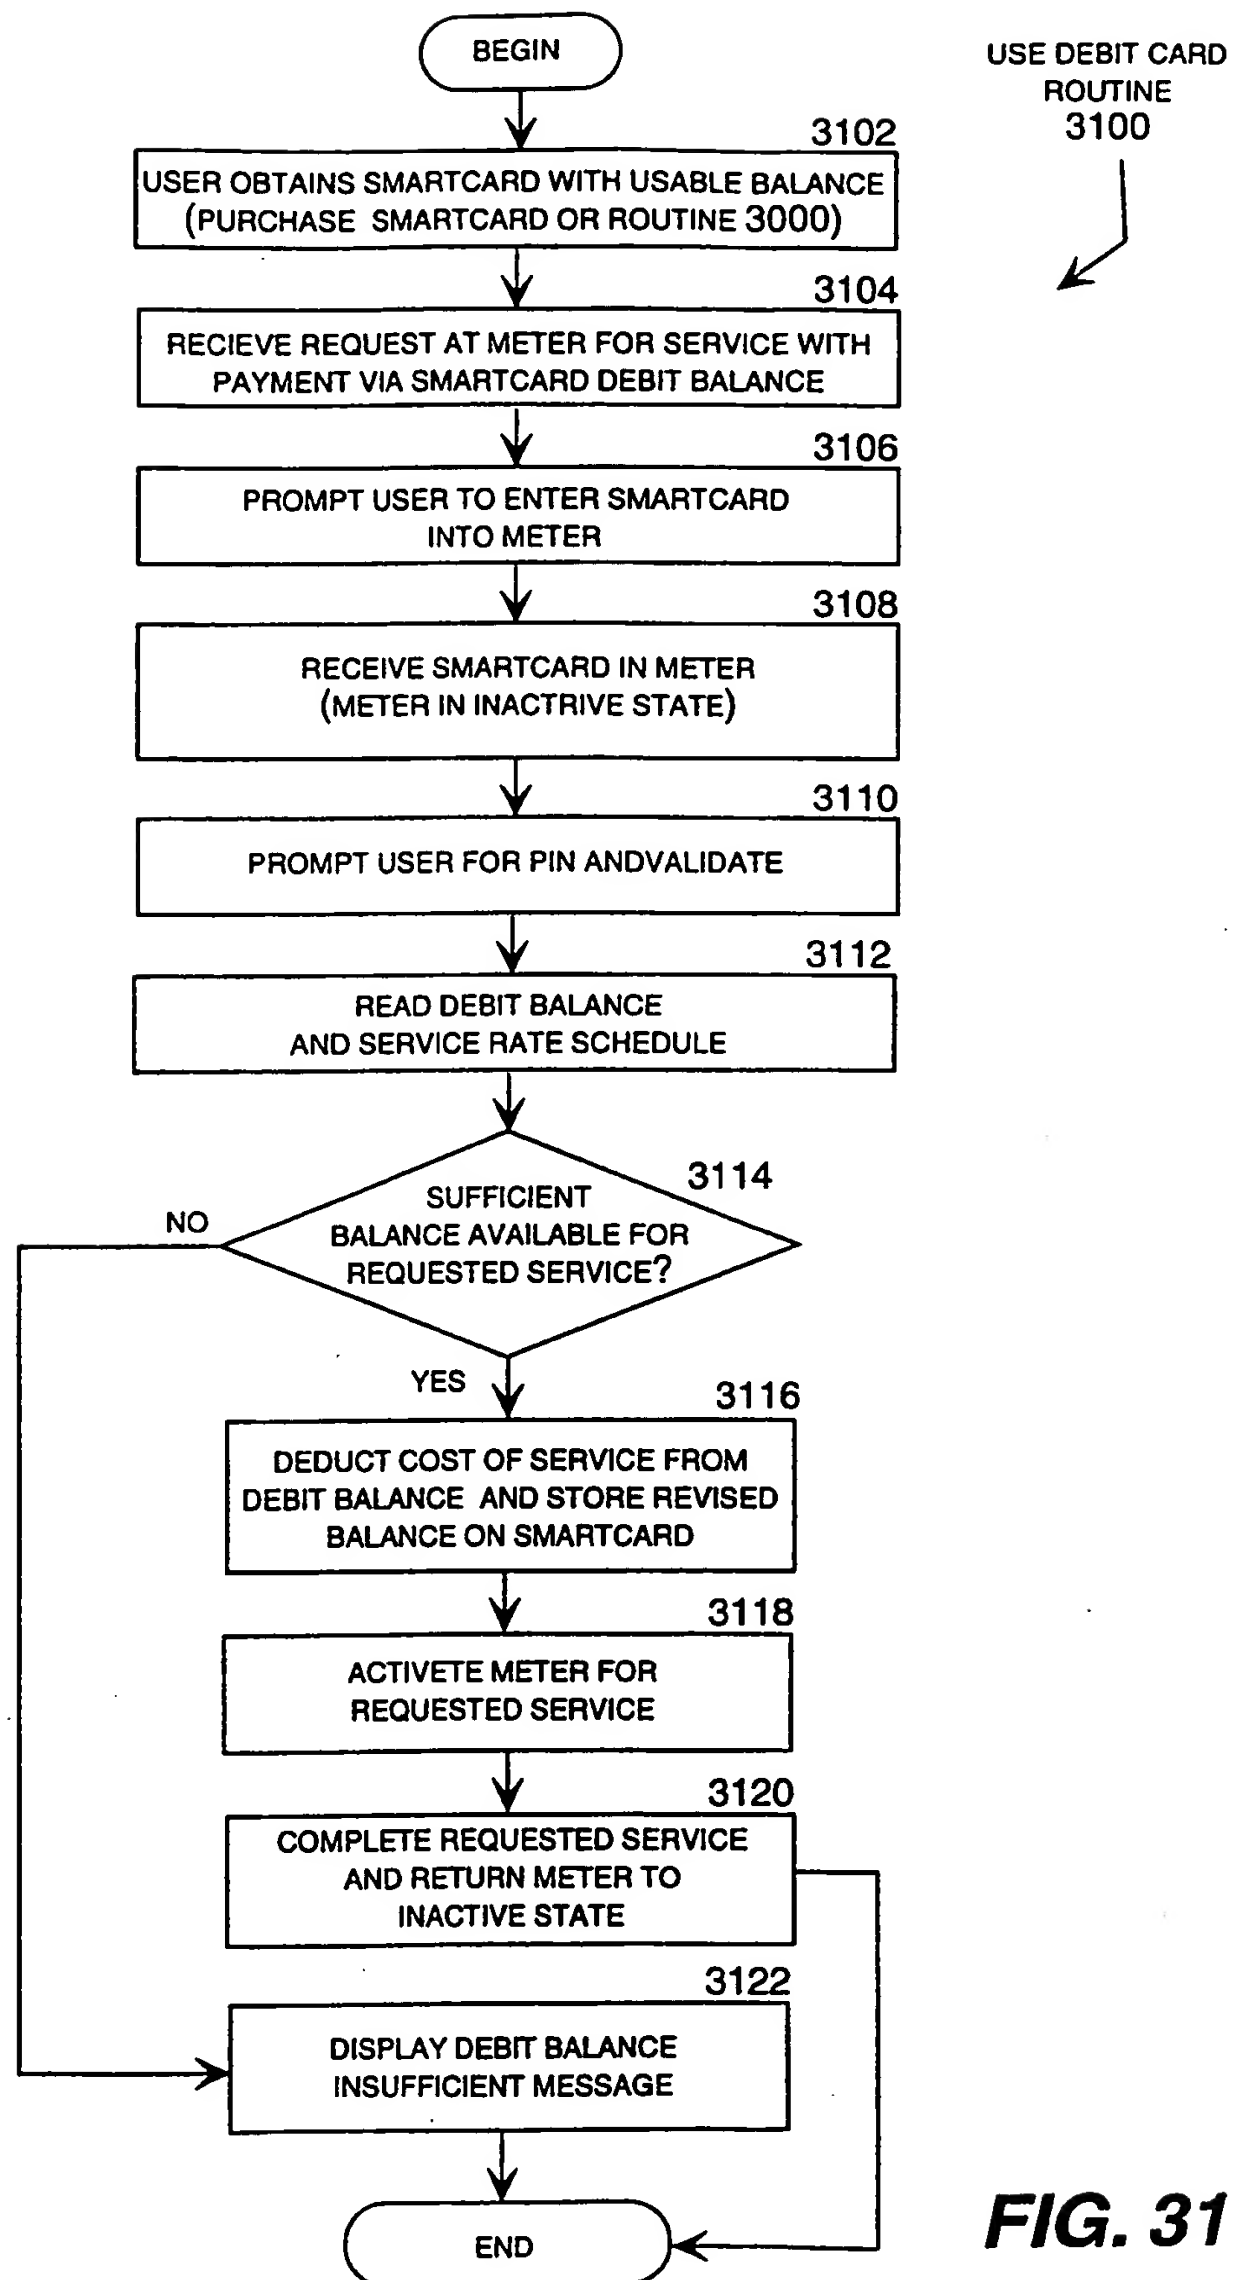 BEGIN
USE DEBIT CARD
ROUTINE
3100
3102
USER OBTAINS SMARTCARD WITH USABLE BALANCE
(PURCHASE SMARTCARD OR ROUTINE 3000)
3104
RECIEVE REQUEST AT METER FOR SERVICE WITH
PAYMENT VIA SMARTCARD DEBIT BALANCE
3106
PROMPT USER TO ENTER SMARTCARD
INTO METER
3108
RECEIVE SMARTCARD IN METER
(METER IN INACTRIVE STATE)
3110
PROMPT USER FOR PIN ANDVALIDATE
3112
READ DEBIT BALANCE
AND SERVICE RATE SCHEDULE
3114
SUFFICIENT
BALANCE AVAILABLE FOR
REQUESTED SERVICE?
NO
YES
3116
DEDUCT COST OF SERVICE FROM
DEBIT BALANCE AND STORE REVISED
BALANCE ON SMARTCARD
3118
ACTIVETE METER FOR
REQUESTED SERVICE
3120
COMPLETE REQUESTED SERVICE
AND RETURN METER TO
INACTIVE STATE
3122
DISPLAY DEBIT BALANCE
INSUFFICIENT MESSAGE
END
FIG. 31